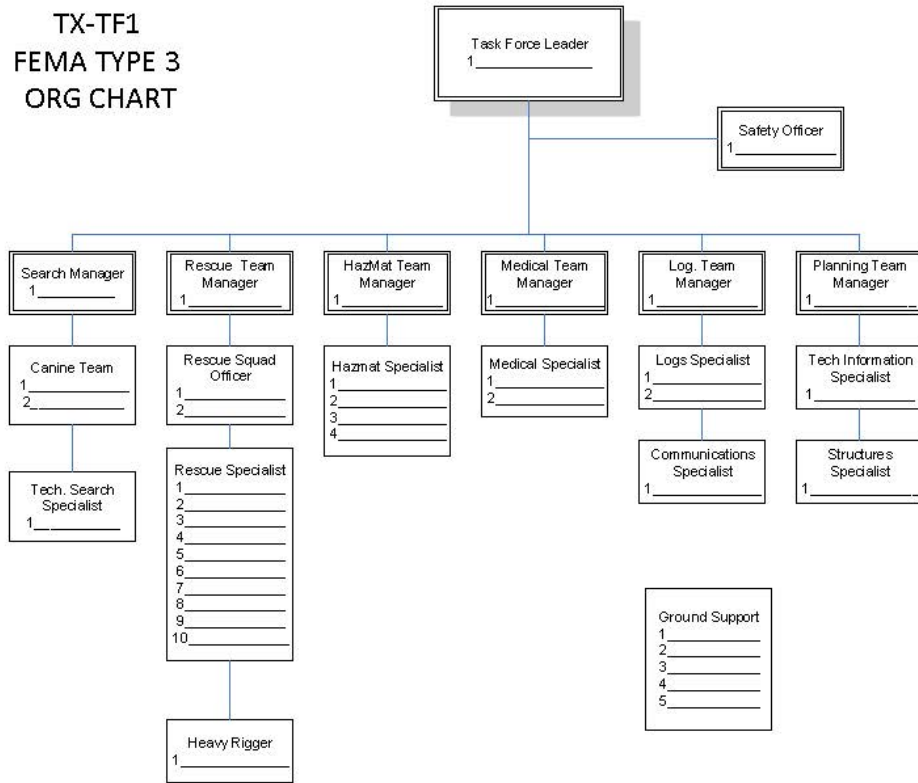 TX-TF1
FEMA TYPE 3
ORG CHART
Task Force Leader
1
Safety Officer
1
Search Manager
1
Canine Team
1
2
Tech. Search
Specialist
1
Rescue Team
Manager
1
Rescue Squad
Officer
1
2
Rescue Specialist
1
2
3
4
5
6
7
8
9
10
Heavy Rigger
1
HazMat Team
Manager
1
Hazmat Specialist
1
2
3
4
Medical Team
Manager
1
Medical Specialist
1
2
Log. Team
Manager
1
Logs Specialist
1
2
Communications
Specialist
1
Planning Team
Manager
1
Tech Information
Specialist
1
Structures
Specialist
1
Ground Support
1
2
3
4
5